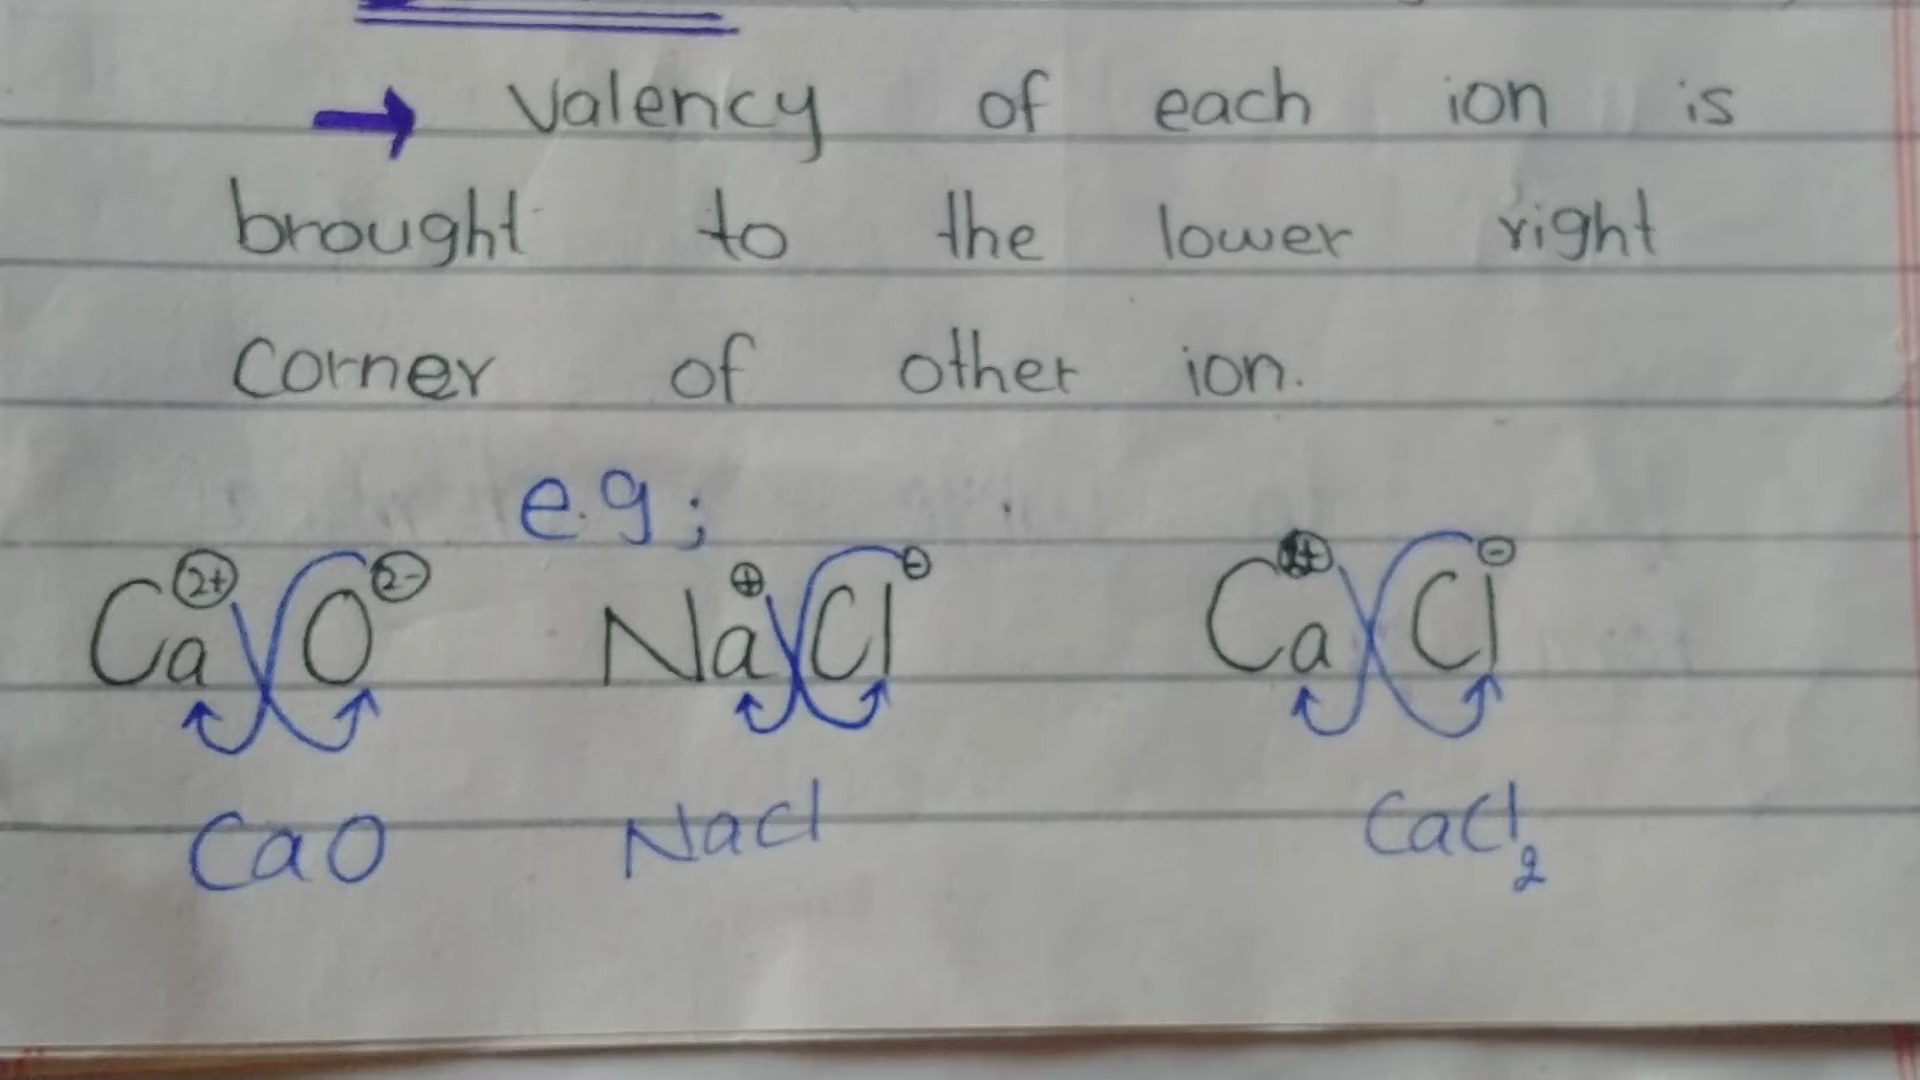 → Valency of each ion is
brought to the lower right
corner of other ion.
e.g;
Ca²⁺ O²⁻ Na⁺ Cl⁻ Ca Cl⁻
CaO NaCl CaCl₂